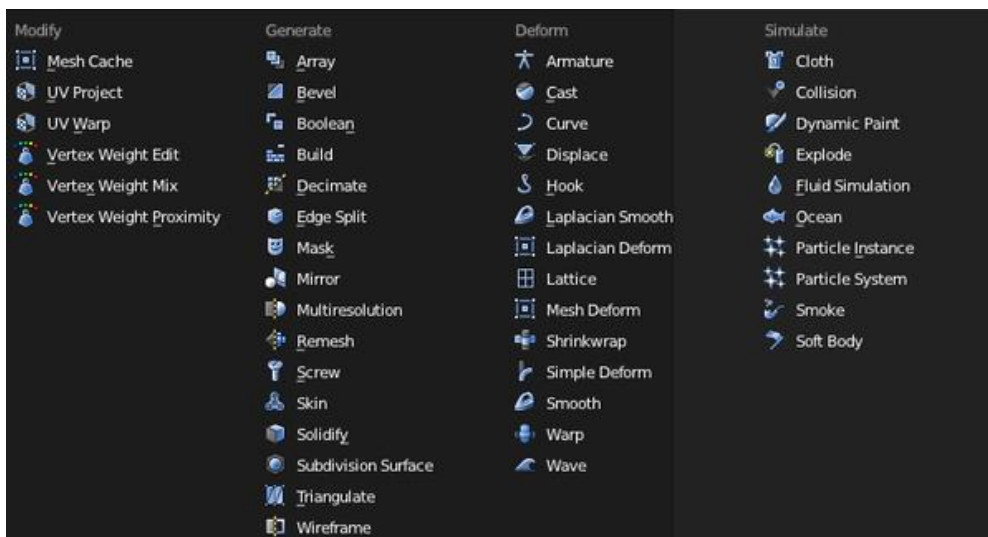 Modify
Mesh Cache
UV Project
UV Warp
Vertex Weight Edit
Vertex Weight Mix
Vertex Weight Proximity
Generate
Array
Bevel
Boolean
Build
Decimate
Edge Split
Mask
Mirror
Multiresolution
Remesh
Screw
Skin
Solidify
Subdivision Surface
Triangulate
Wireframe
Deform
Armature
Cast
Curve
Displace
Hook
Laplacian Smooth
Laplacian Deform
Lattice
Mesh Deform
Shrinkwrap
Simple Deform
Smooth
Warp
Wave
Simulate
Cloth
Collision
Dynamic Paint
Explode
Fluid Simulation
Ocean
Particle Instance
Particle System
Smoke
Soft Body